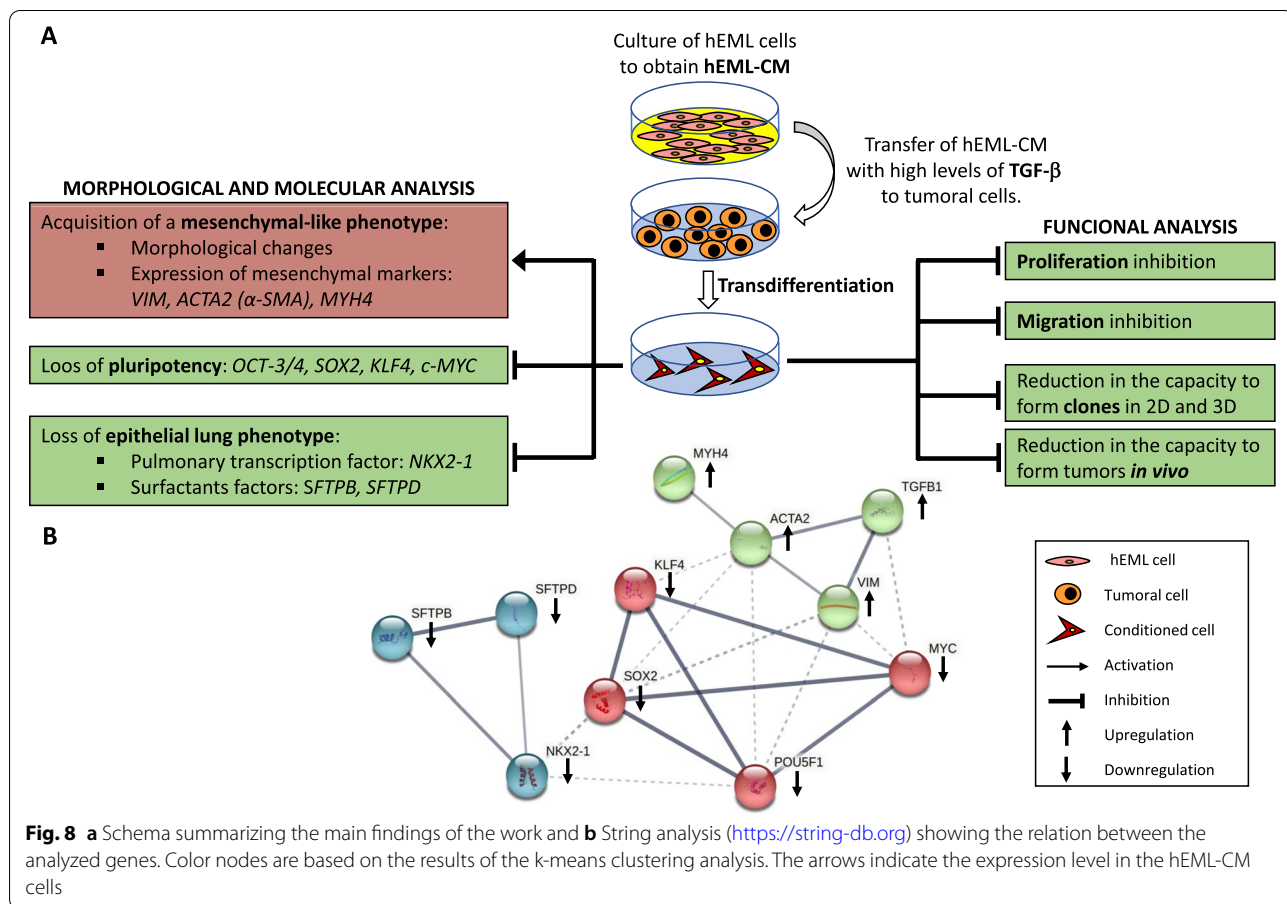 A
Culture of hEML cells
to obtain hEML-CM
Transfer of hEML-CM
with high levels of TGF-β
to tumoral cells.
MORPHOLOGICAL AND MOLECULAR ANALYSIS
Acquisition of a mesenchymal-like phenotype:
▪ Morphological changes
▪ Expression of mesenchymal markers:
VIM, ACTA2 (α-SMA), MYH4
Loos of pluripotency: OCT-3/4, SOX2, KLF4, c-MYC
Loss of epithelial lung phenotype:
▪ Pulmonary transcription factor: NKX2-1
▪ Surfactants factors: SFTPB, SFTPD
Transdifferentiation
FUNCIONAL ANALYSIS
Proliferation inhibition
Migration inhibition
Reduction in the capacity to
form clones in 2D and 3D
Reduction in the capacity to
form tumors in vivo
B
MYH4
TGFB1
ACTA2
KLF4
VIM
SFTPD
SFTPB
MYC
SOX2
NKX2-1
POU5F1
hEML cell
Tumoral cell
Conditioned cell
Activation
Inhibition
Upregulation
Downregulation
Fig. 8 a Schema summarizing the main findings of the work and b String analysis (https://string-db.org) showing the relation between the
analyzed genes. Color nodes are based on the results of the k-means clustering analysis. The arrows indicate the expression level in the hEML-CM
cells